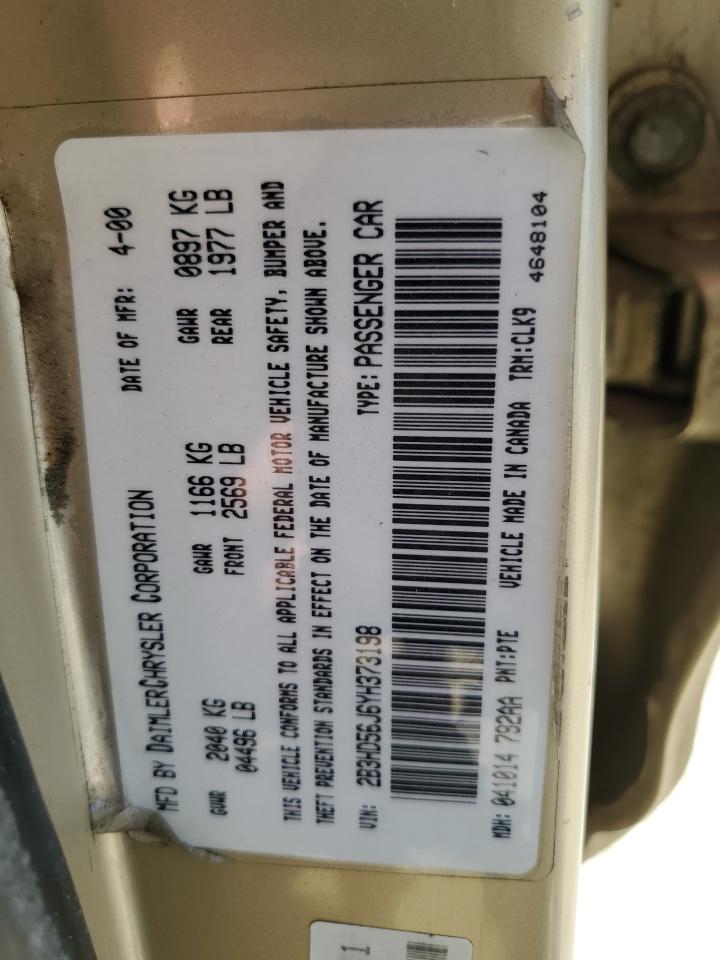 MFD BY DAIMLERCHRYSLER CORPORATION DATE OF MFR: 4-00
GVWR 2040 KG GAWR 1166 KG GAWR 0897 KG
04496 LB FRONT 2569 LB REAR 1977 LB
THIS VEHICLE CONFORMS TO ALL APPLICABLE FEDERAL MOTOR VEHICLE SAFETY, BUMPER AND
THEFT PREVENTION STANDARDS IN EFFECT ON THE DATE OF MANUFACTURE SHOWN ABOVE.
VIN: 2B3HD56J6YH373198 TYPE: PASSENGER CAR
MDH: 041014 792AA PNT:PTE VEHICLE MADE IN CANADA TRM:CLK9
4648104
1